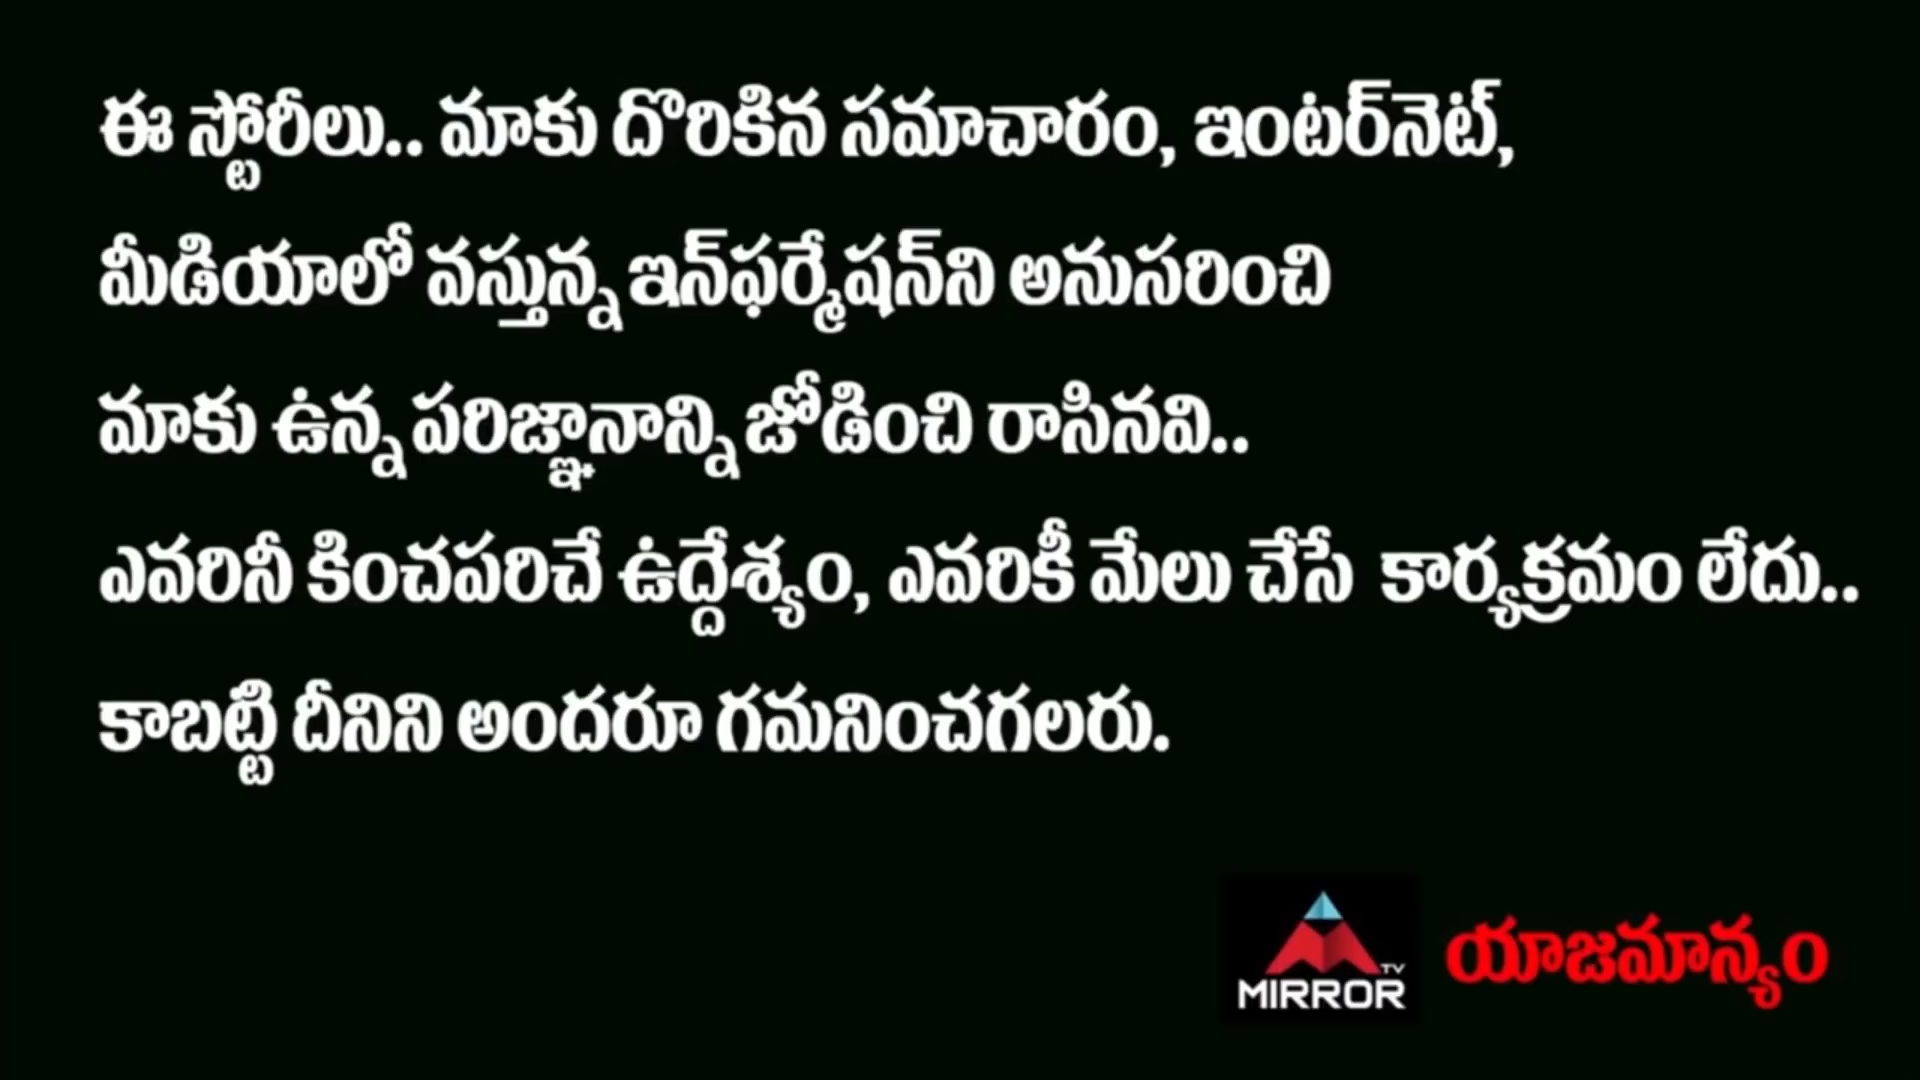 ఈ స్టోరీలు.. మాకు దొరికిన సమాచారం, ఇంటర్‌నెట్,
మీడియాలో వస్తున్న ఇన్‌ఫర్మేషన్‌ని అనుసరించి
మాకు ఉన్న పరిజ్ఞానాన్ని జోడించి రాసినవి..
ఎవరినీ కించపరిచే ఉద్దేశ్యం, ఎవరికీ మేలు చేసే కార్యక్రమం లేదు..
కాబట్టి దీనిని అందరూ గమనించగలరు.
MIRROR TV యాజమాన్యం